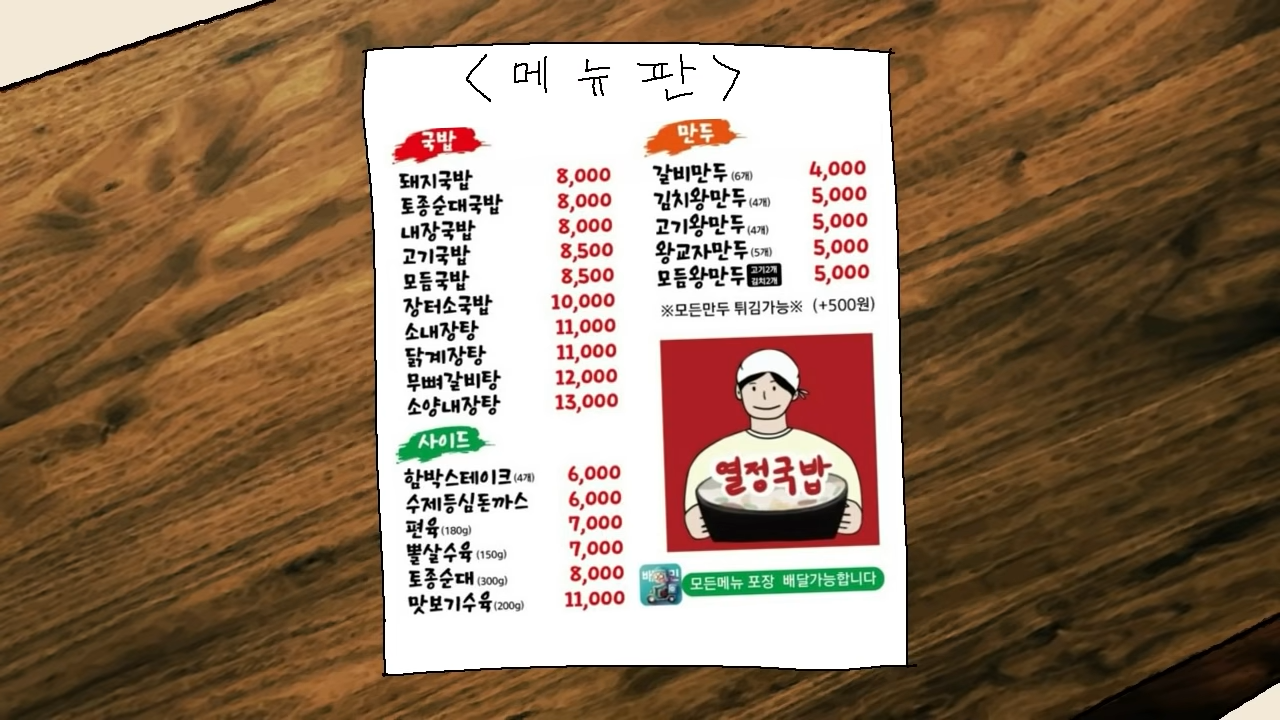 <메뉴판>
국밥
돼지국밥 8,000
토종순대국밥 8,000
내장국밥 8,000
고기국밥 8,500
모듬국밥 8,500
장터소국밥 10,000
소내장탕 11,000
닭계장탕 11,000
무뼈갈비탕 12,000
소양내장탕 13,000
사이드
함박스테이크(4개) 6,000
수제등심돈까스 6,000
편육(180g) 7,000
뽈살수육(150g) 7,000
토종순대(300g) 8,000
맛보기수육(200g) 11,000
만두
갈비만두(6개) 4,000
김치왕만두(4개) 5,000
고기왕만두(4개) 5,000
왕교자만두(5개) 5,000
모듬왕만두 고기2개 김치2개 5,000
※모든만두 튀김가능※ (+500원)
열정국밥
모든메뉴 포장 배달가능합니다